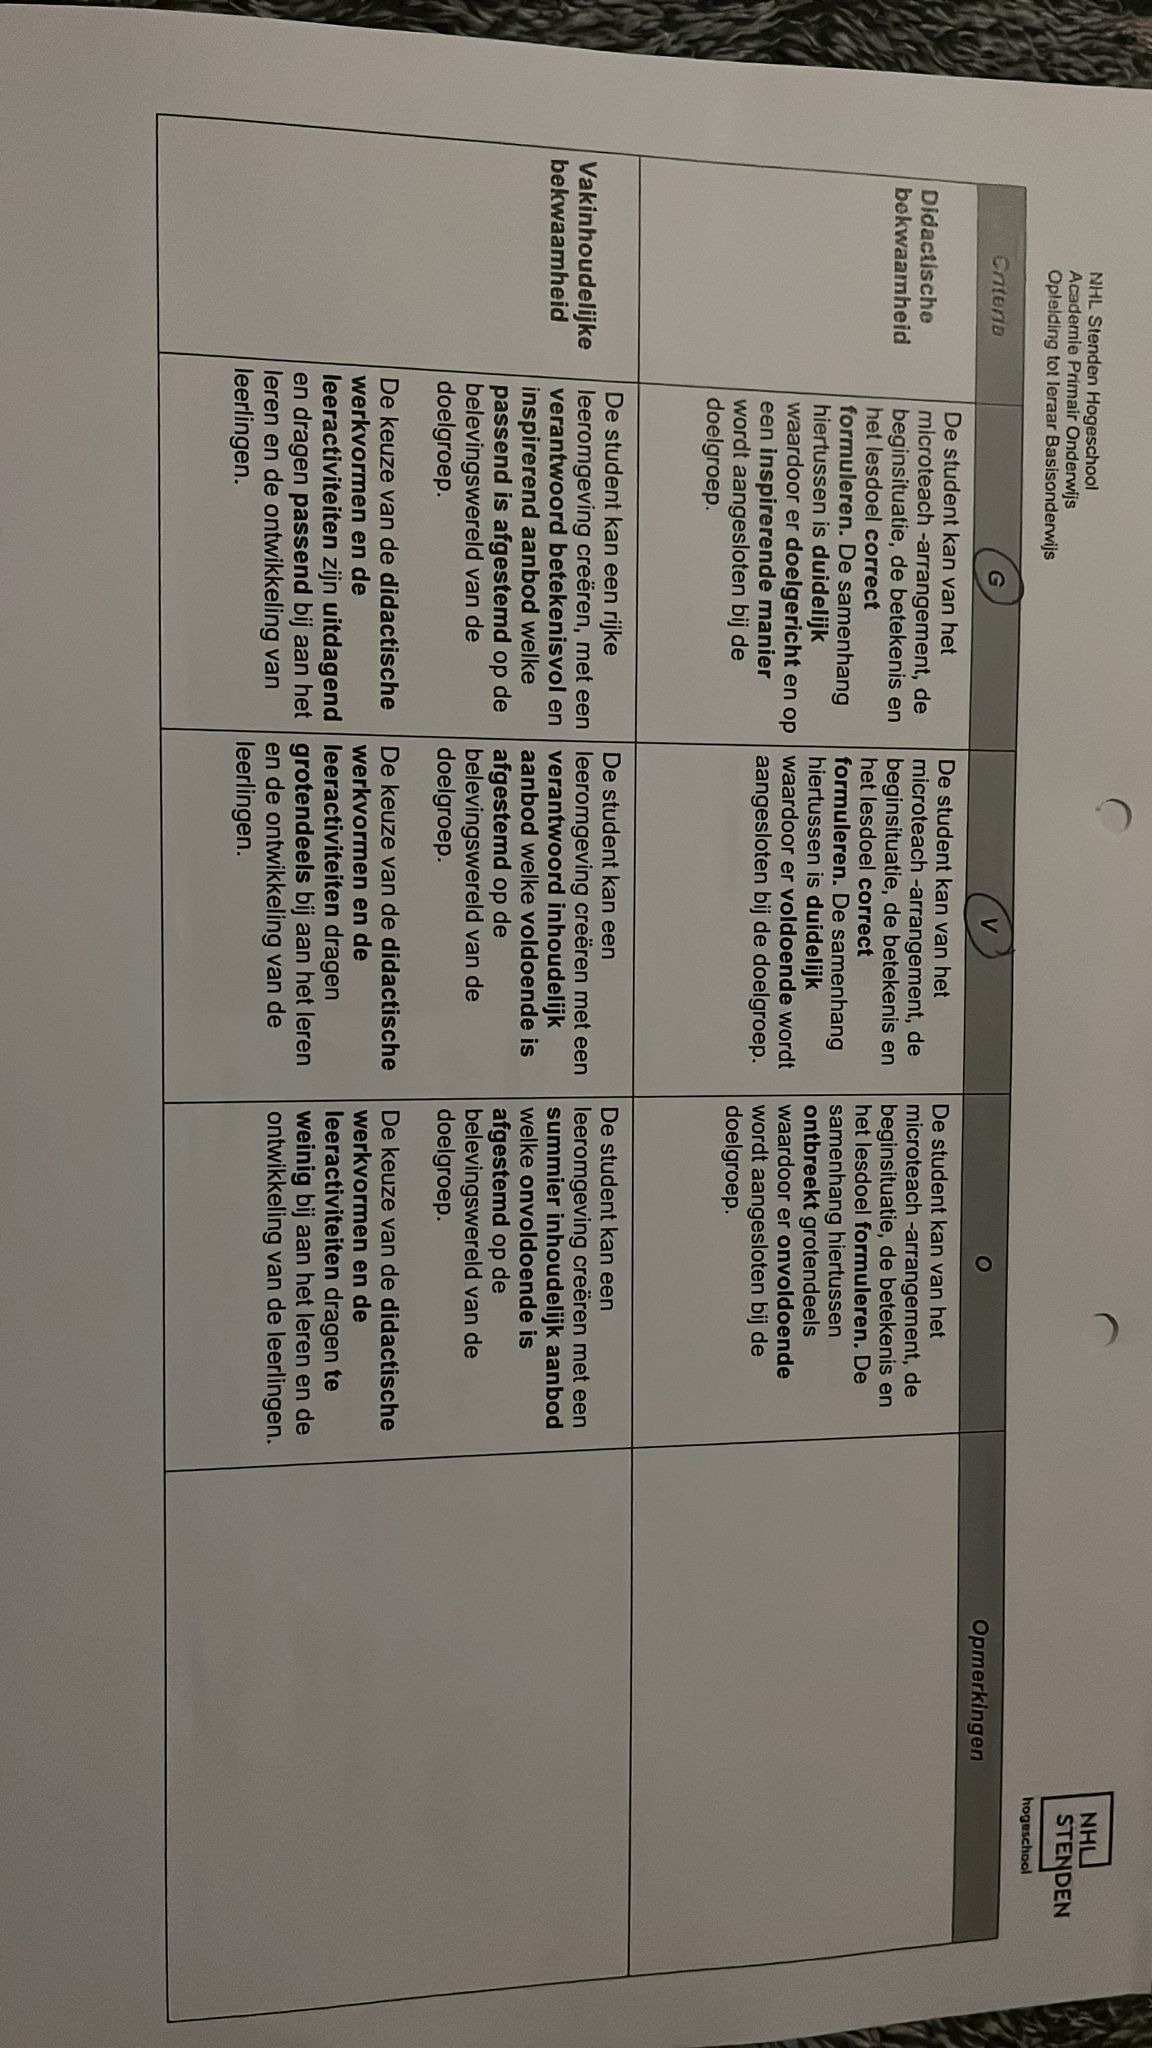 NHL Stenden Hogeschool
Academie Primair Onderwijs
Opleiding tot leraar Basisonderwijs
NHL
STENDEN
hogeschool
Criteria
G
V
O
Opmerkingen
Didactische
bekwaamheid
De student kan van het
microteach -arrangement, de
beginsituatie, de betekenis en
het lesdoel correct
formuleren. De samenhang
hiertussen is duidelijk
waardoor er doelgericht en op
een inspirerende manier
wordt aangesloten bij de
doelgroep.
De student kan van het
microteach -arrangement, de
beginsituatie, de betekenis en
het lesdoel correct
formuleren. De samenhang
hiertussen is duidelijk
waardoor er voldoende wordt
aangesloten bij de doelgroep.
De student kan van het
microteach -arrangement, de
beginsituatie, de betekenis en
het lesdoel formuleren. De
samenhang hiertussen
ontbreekt grotendeels
waardoor er onvoldoende
wordt aangesloten bij de
doelgroep.
Vakinhoudelijke
bekwaamheid
De student kan een rijke
leeromgeving creëren, met een
verantwoord betekenisvol en
inspirerend aanbod welke
passend is afgestemd op de
belevingswereld van de
doelgroep.
De keuze van de didactische
werkvormen en de
leeractiviteiten zijn uitdagend
en dragen passend bij aan het
leren en de ontwikkeling van
leerlingen.
De student kan een
leeromgeving creëren met een
verantwoord inhoudelijk
aanbod welke voldoende is
afgestemd op de
belevingswereld van de
doelgroep.
De keuze van de didactische
werkvormen en de
leeractiviteiten dragen
grotendeels bij aan het leren
en de ontwikkeling van de
leerlingen.
De student kan een
leeromgeving creëren met een
summier inhoudelijk aanbod
welke onvoldoende is
afgestemd op de
belevingswereld van de
doelgroep.
De keuze van de didactische
werkvormen en de
leeractiviteiten dragen te
weinig bij aan het leren en de
ontwikkeling van de leerlingen.